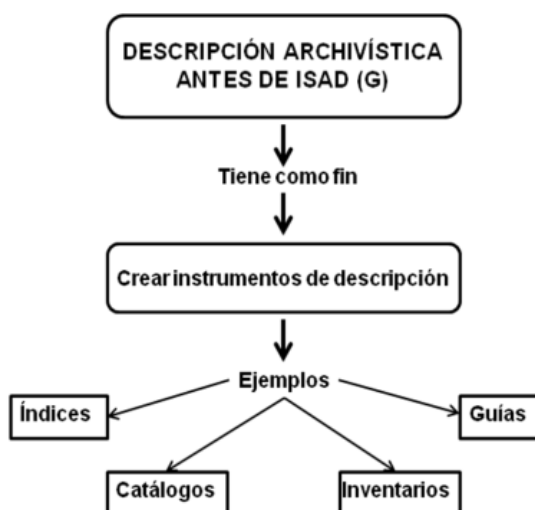 DESCRIPCIÓN ARCHIVÍSTICA
ANTES DE ISAD (G)
Tiene como fin
Crear instrumentos de descripción
Ejemplos
Índices
Guías
Catálogos
Inventarios